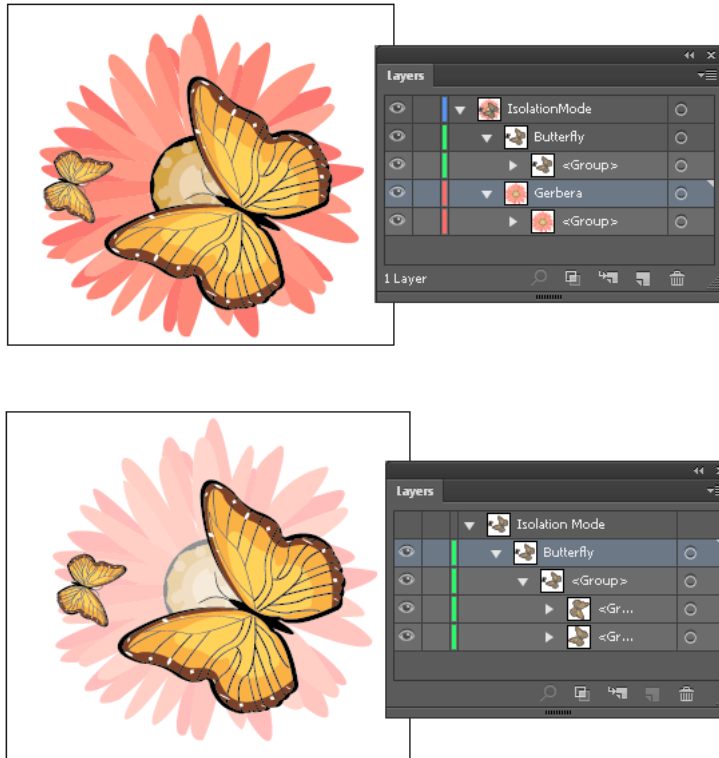 Layers
IsolationMode
Butterfly
<Group>
Gerbera
<Group>
1 Layer
Layers
Isolation Mode
Butterfly
<Group>
<Gr...
<Gr...